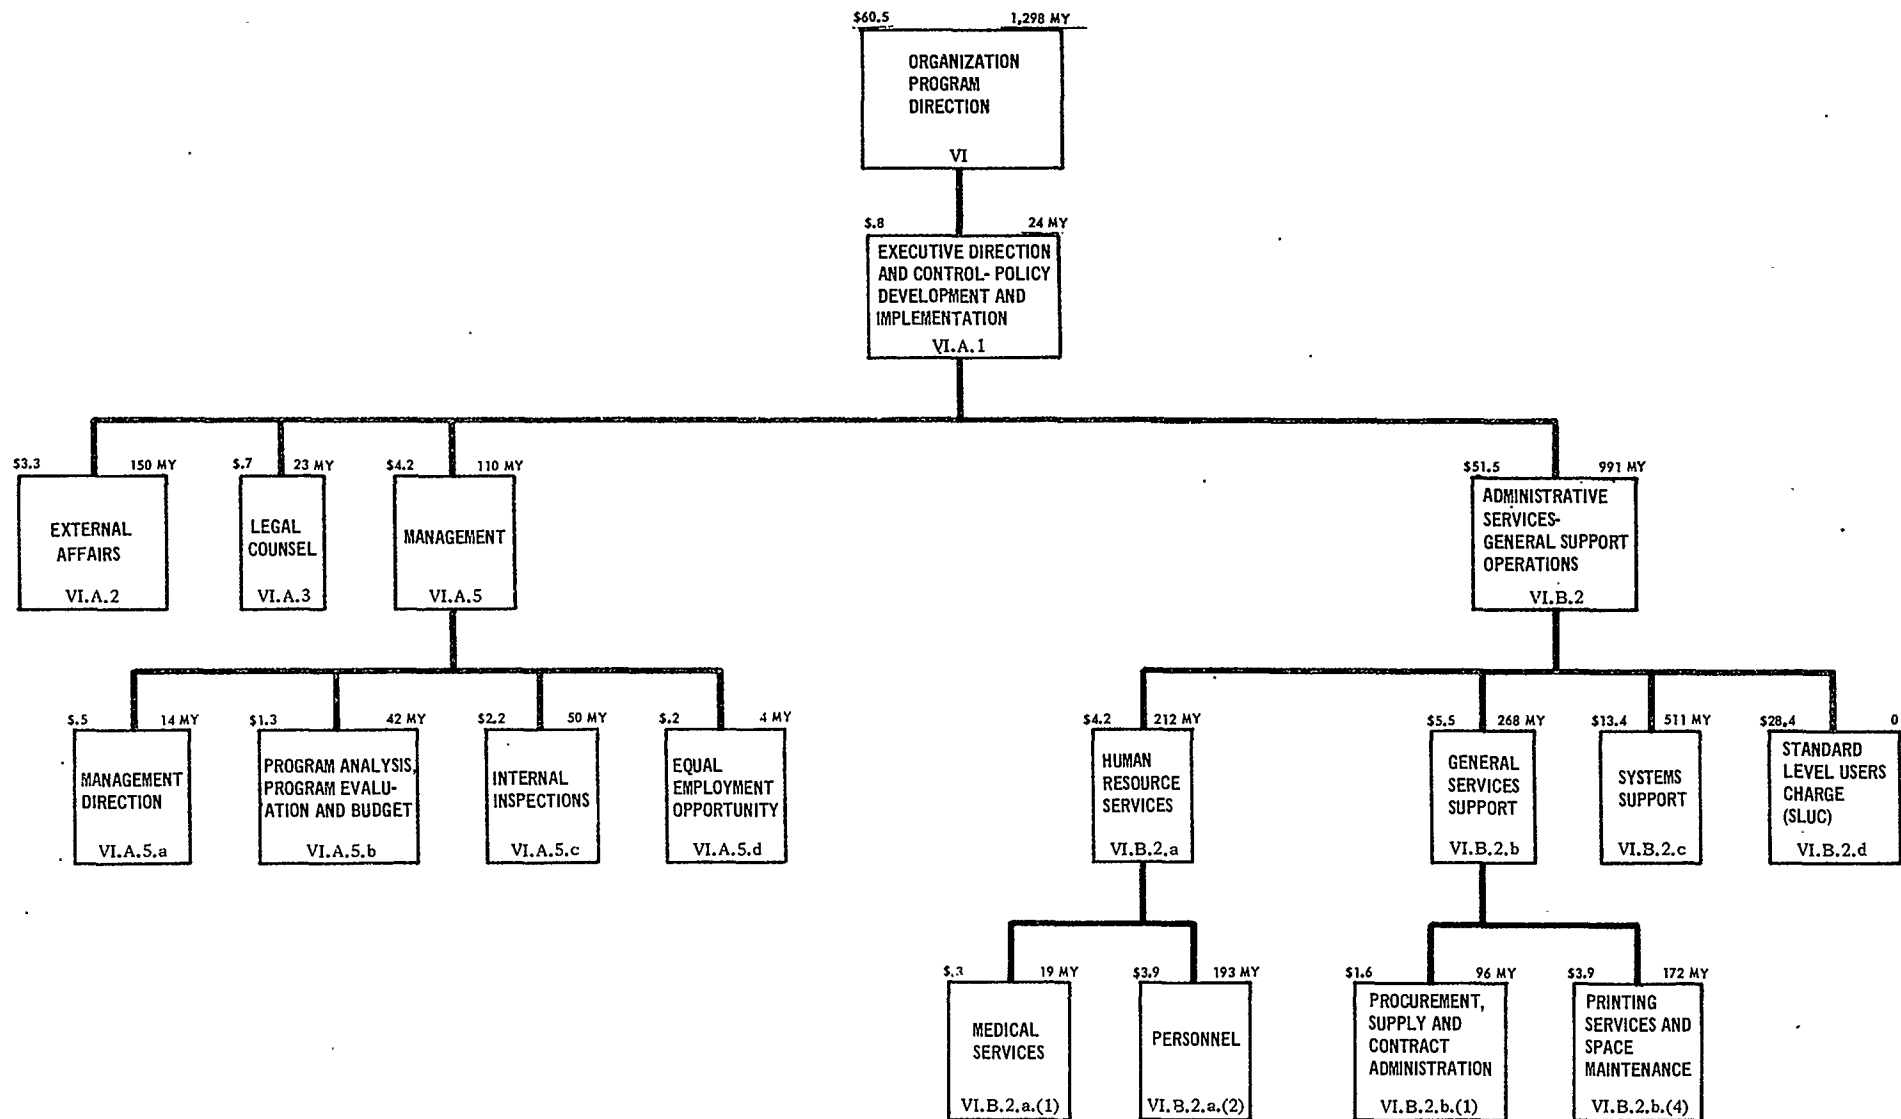 $60.5 1,298 MY
ORGANIZATION
PROGRAM
DIRECTION
VI
$.8 24 MY
EXECUTIVE DIRECTION
AND CONTROL- POLICY
DEVELOPMENT AND
IMPLEMENTATION
VI.A.1
$3.3 150 MY
EXTERNAL
AFFAIRS
VI.A.2
$.7 23 MY
LEGAL
COUNSEL
VI.A.3
$4.2 110 MY
MANAGEMENT
VI.A.5
$51.5 991 MY
ADMINISTRATIVE
SERVICES-
GENERAL SUPPORT
OPERATIONS
VI.B.2
$.5 14 MY
MANAGEMENT
DIRECTION
VI.A.5.a
$1.3 42 MY
PROGRAM ANALYSIS,
PROGRAM EVALU-
ATION AND BUDGET
VI.A.5.b
$2.2 50 MY
INTERNAL
INSPECTIONS
VI.A.5.c
$.2 4 MY
EQUAL
EMPLOYMENT
OPPORTUNITY
VI.A.5.d
$4.2 212 MY
HUMAN
RESOURCE
SERVICES
VI.B.2.a
$5.5 268 MY
GENERAL
SERVICES
SUPPORT
VI.B.2.b
$13.4 511 MY
SYSTEMS
SUPPORT
VI.B.2.c
$28.4 0
STANDARD
LEVEL USERS
CHARGE
(SLUC)
VI.B.2.d
$.3 19 MY
MEDICAL
SERVICES
VI.B.2.a.(1)
$3.9 193 MY
PERSONNEL
VI.B.2.a.(2)
$1.6 96 MY
PROCUREMENT,
SUPPLY AND
CONTRACT
ADMINISTRATION
VI.B.2.b.(1)
$3.9 172 MY
PRINTING
SERVICES AND
SPACE
MAINTENANCE
VI.B.2.b.(4)